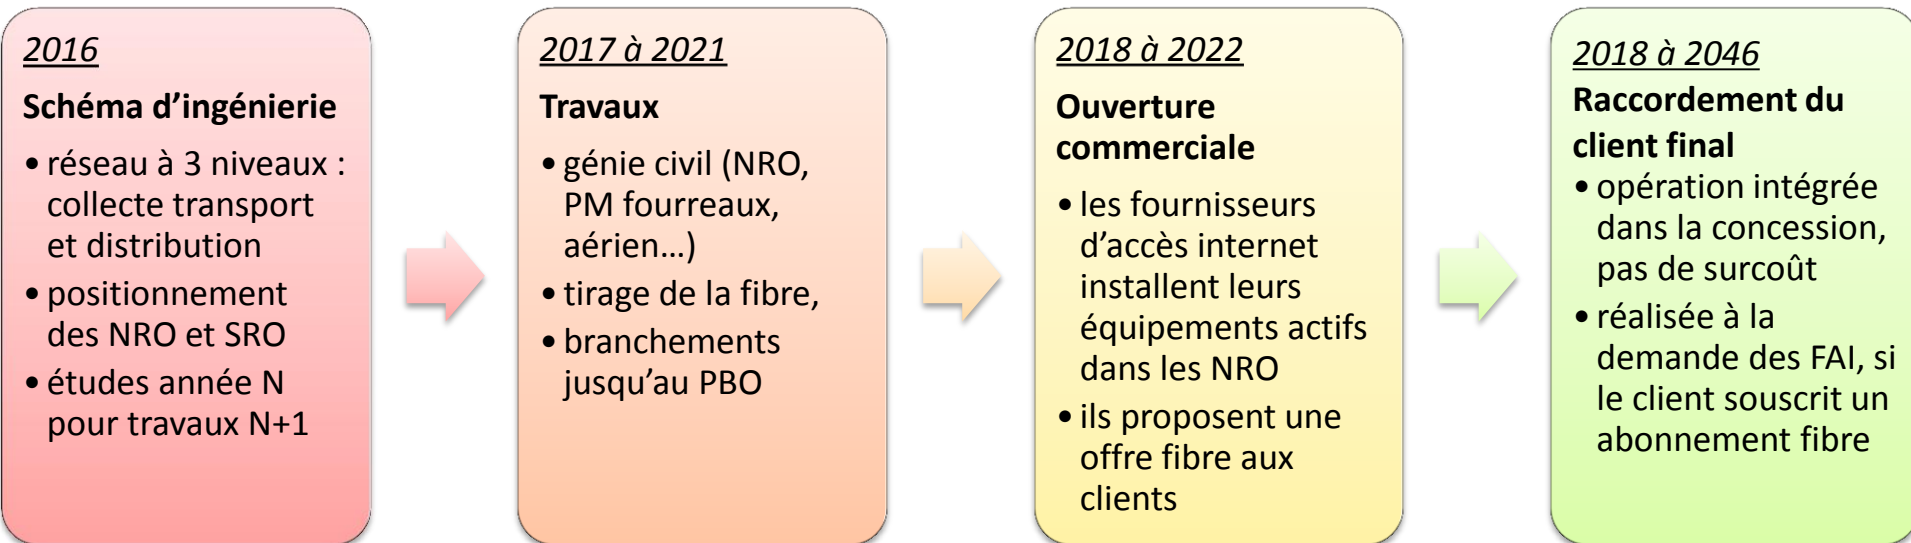 2016
Schéma d’ingénierie
• réseau à 3 niveaux :
collecte transport
et distribution
• positionnement
des NRO et SRO
• études année N
pour travaux N+1
2017 à 2021
Travaux
• génie civil (NRO,
PM fourreaux,
aérien…)
• tirage de la fibre,
• branchements
jusqu’au PBO
2018 à 2022
Ouverture
commerciale
• les fournisseurs
d’accès internet
installent leurs
équipements actifs
dans les NRO
• ils proposent une
offre fibre aux
clients
2018 à 2046
Raccordement du
client final
• opération intégrée
dans la concession,
pas de surcoût
• réalisée à la
demande des FAI, si
le client souscrit un
abonnement fibre